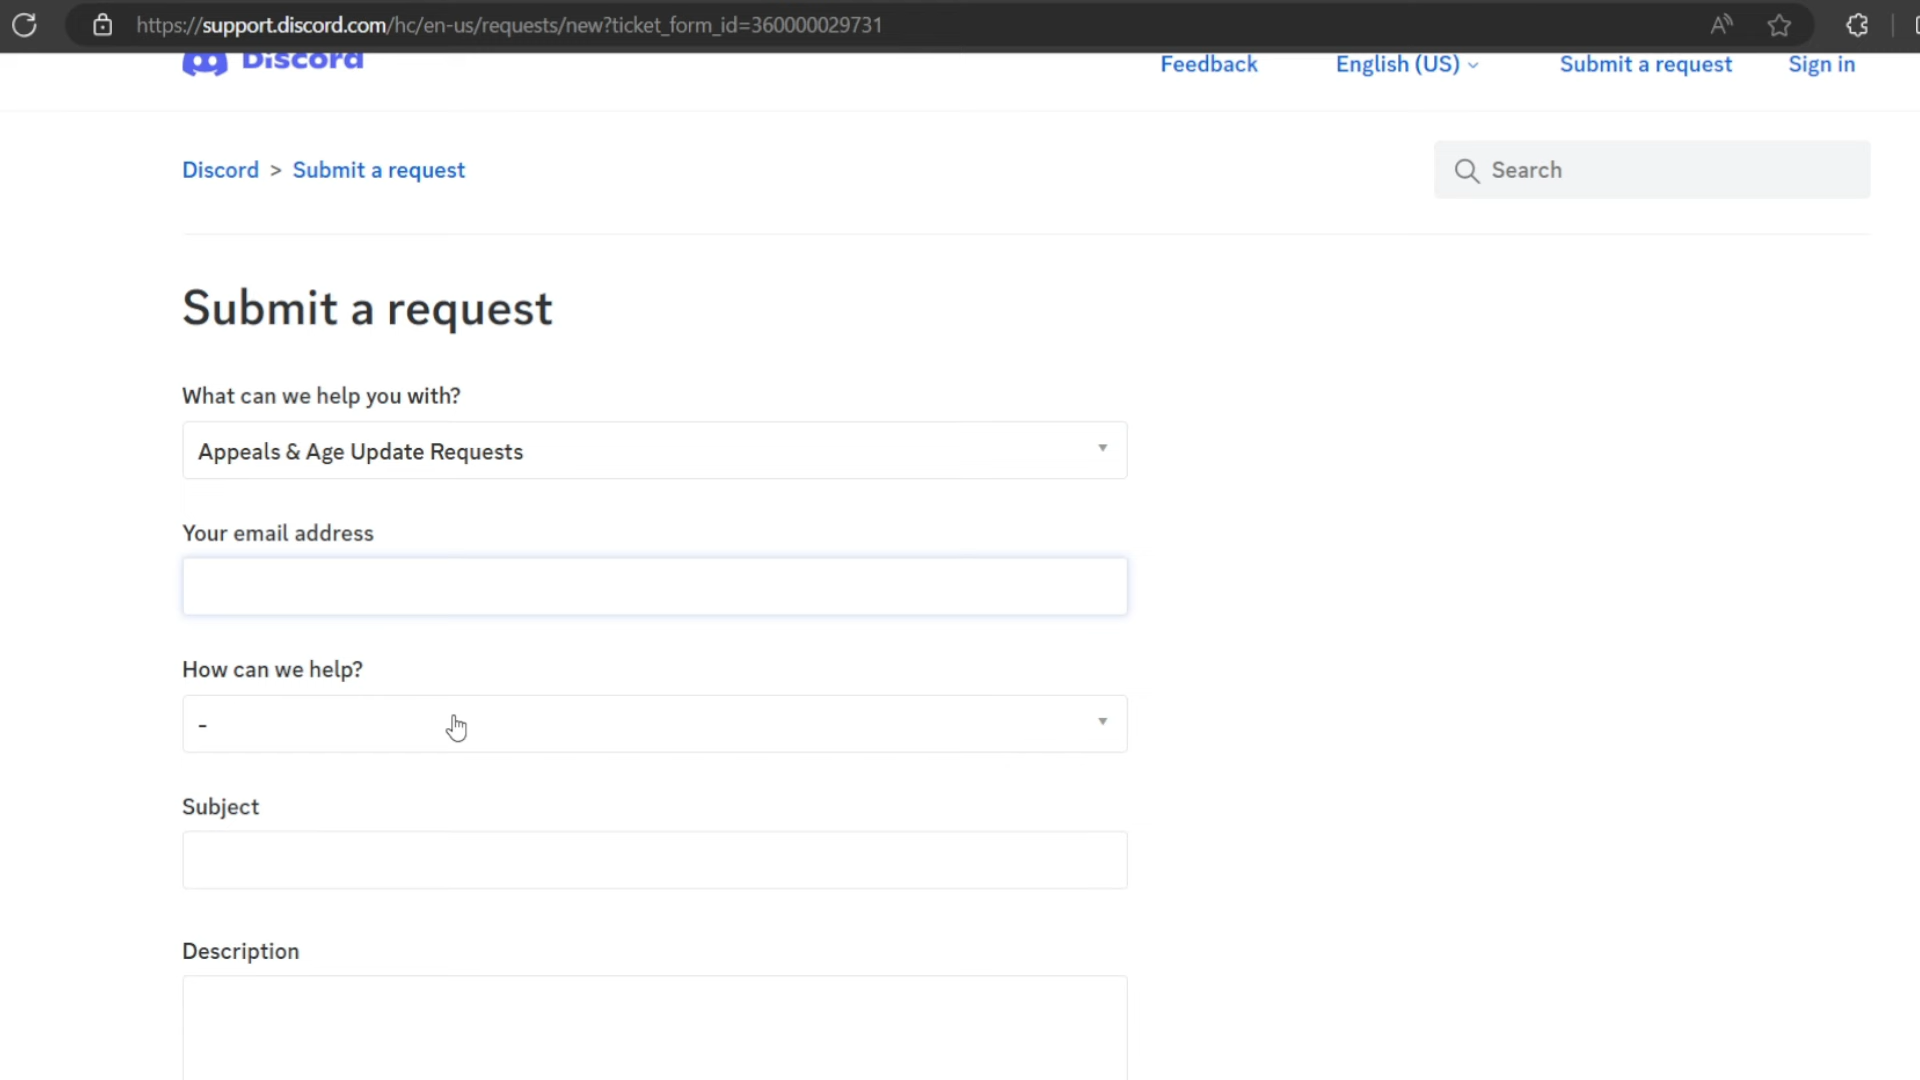 https://support.discord.com/hc/en-us/requests/new?ticket_form_id=360000029731
Discord
Feedback
English (US)
Submit a request
Sign in
Discord > Submit a request
Search
Submit a request
What can we help you with?
Appeals & Age Update Requests
Your email address
How can we help?
-
Subject
Description